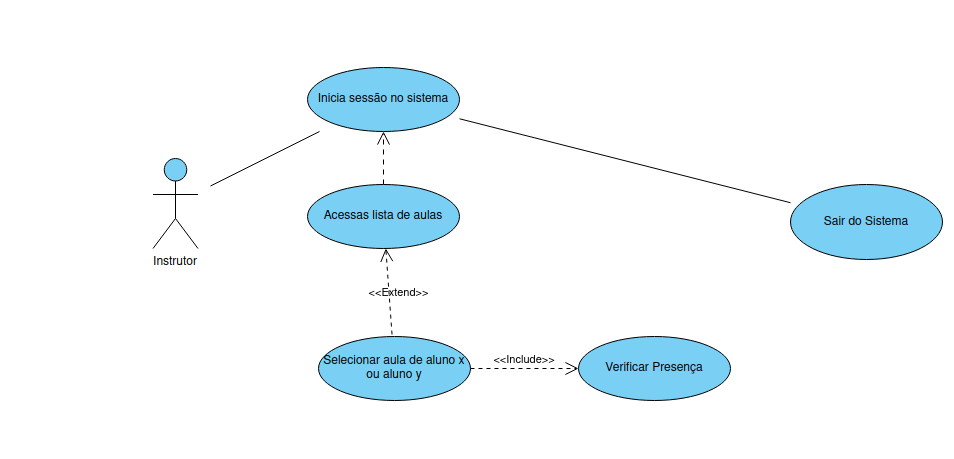 Inicia sessão no sistema
Acessas lista de aulas
Sair do Sistema
Instrutor
<<Extend>>
Selecionar aula de aluno x
ou aluno y
<<Include>>
Verificar Presença